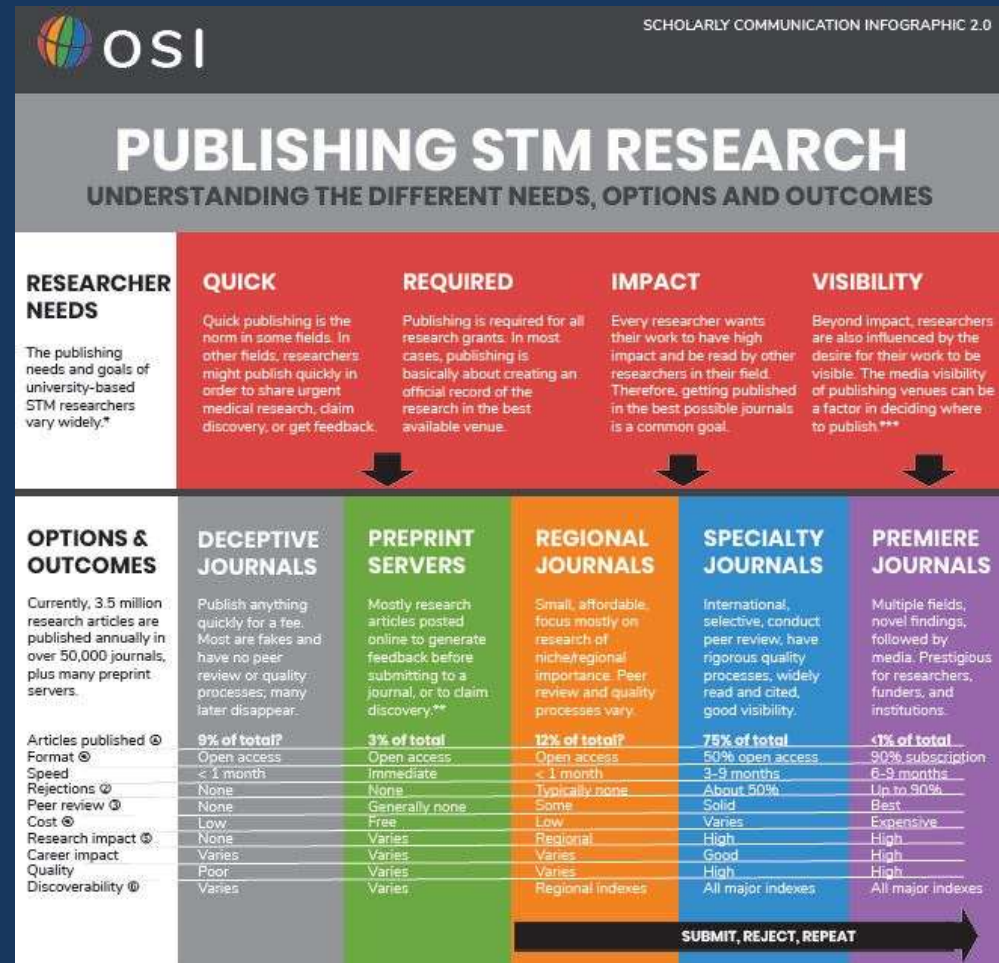 OSI
SCHOLARLY COMMUNICATION INFOGRAPHIC 2.0
PUBLISHING STM RESEARCH
UNDERSTANDING THE DIFFERENT NEEDS, OPTIONS AND OUTCOMES
RESEARCHER
NEEDS
The publishing
needs and goals of
university-based
STM researchers
vary widely.*
QUICK
Quick publishing is the
norm in some fields. In
other fields, researchers
might publish quickly in
order to share urgent
medical research, claim
discovery, or get feedback.
REQUIRED
Publishing is required for all
research grants. In most
cases, publishing is
basically about creating an
official record of the
research in the best
available venue.
IMPACT
Every researcher wants
their work to have high
impact and be read by other
researchers in their field.
Therefore, getting published
in the best possible journals
is a common goal.
VISIBILITY
Beyond impact, researchers
are also influenced by the
desire for their work to be
visible. The media visibility
of publishing venues can be
a factor in deciding where
to publish.***
OPTIONS &
OUTCOMES
Currently, 3.5 million
research articles are
published annually in
over 50,000 journals,
plus many preprint
servers.
DECEPTIVE
JOURNALS
Publish anything
quickly for a fee.
Most are fakes and
have no peer
review or quality
processes; many
later disappear.
PREPRINT
SERVERS
Mostly research
articles posted
online to generate
feedback before
submitting to a
journal, or to claim
discovery.**
REGIONAL
JOURNALS
Small, affordable,
focus mostly on
research of
niche/regional
importance. Peer
review and quality
processes vary.
SPECIALTY
JOURNALS
International,
selective, conduct
peer review, have
rigorous quality
processes, widely
read and cited,
good visibility.
PREMIERE
JOURNALS
Multiple fields,
novel findings,
followed by
media. Prestigious
for researchers,
funders, and
institutions.
Articles published 9% of total? 3% of total 12% of total? 75% of total <1% of total
Format Open access Open access Open access 50% open access 90% subscription
Speed < 1 month Immediate < 1 month 3-9 months 6-9 months
Rejections None None Typically none About 50% Up to 90%
Peer review None Generally none Some Solid Best
Cost Low Free Low Varies Expensive
Research impact None Varies Regional High High
Career impact Varies Varies Varies Good High
Quality Poor Varies Varies High High
Discoverability Varies Varies Regional indexes All major indexes All major indexes
SUBMIT, REJECT, REPEAT